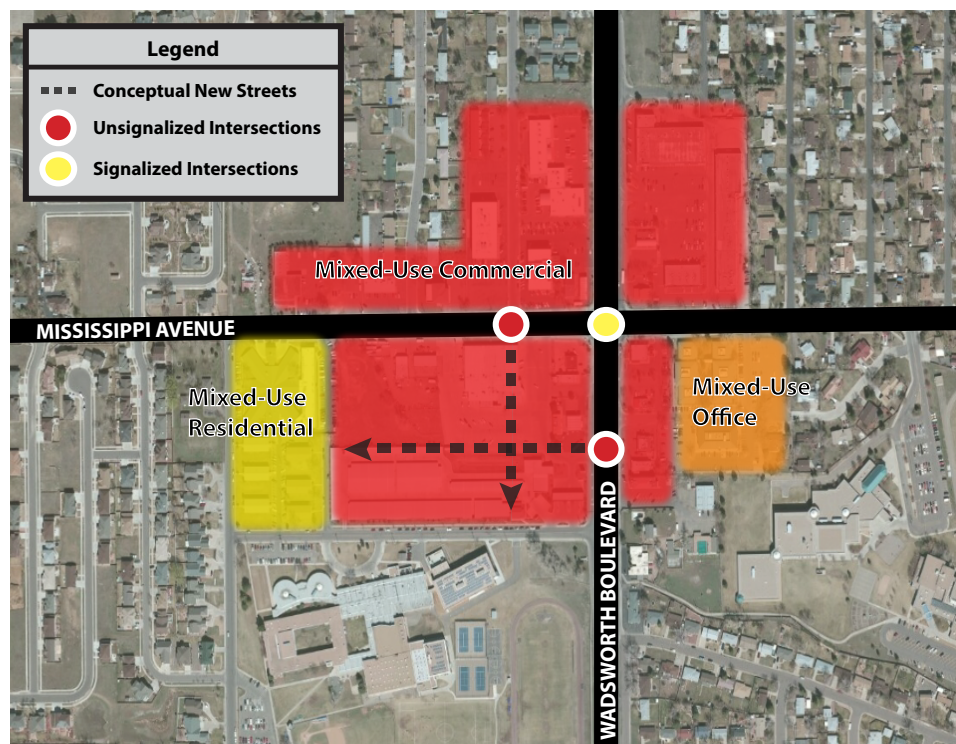 Legend
Conceptual New Streets
Unsignalized Intersections
Signalized Intersections
Mixed-Use Commercial
MISSISSIPPI AVENUE
Mixed-Use
Residential
Mixed-Use
Office
WADSWORTH BOULEVARD